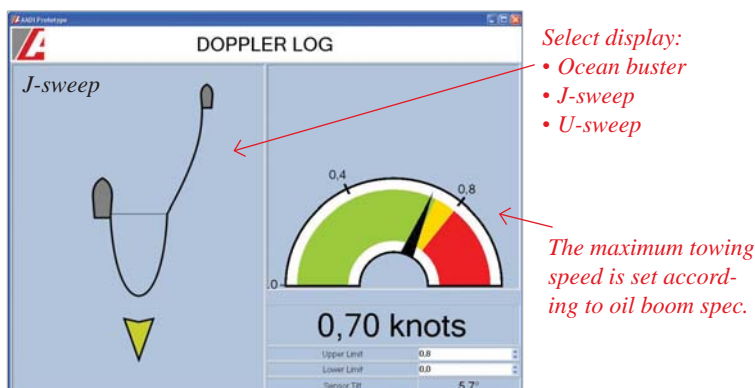 AADI Prototype
DOPPLER LOG
J-sweep
Select display:
• Ocean buster
• J-sweep
• U-sweep
0,4
0,8
.0
The maximum towing
speed is set accord-
ing to oil boom spec.
0,70 knots
Upper Limit 0,8
Lower Limit 0,0
Sensor Tilt 5,7°